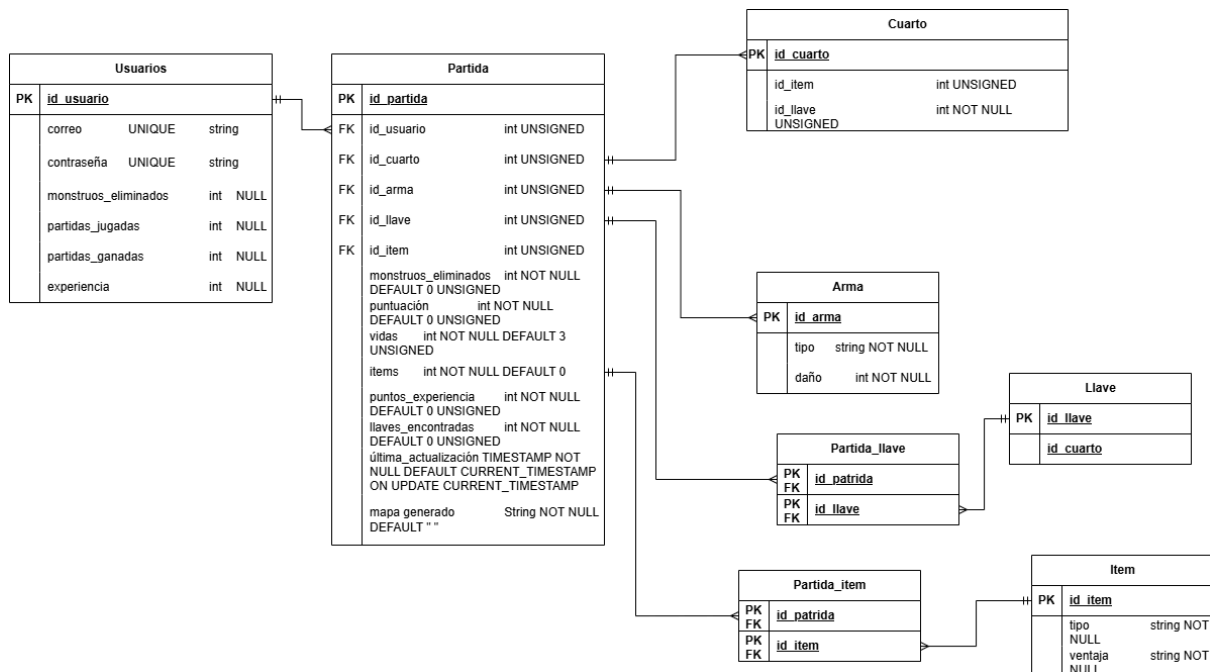 Usuarios
PK id_usuario
correo UNIQUE string
contraseña UNIQUE string
monstruos_eliminados int NULL
partidas_jugadas int NULL
partidas_ganadas int NULL
experiencia int NULL
Partida
PK id_partida
FK id_usuario int UNSIGNED
FK id_cuarto int UNSIGNED
FK id_arma int UNSIGNED
FK id_llave int UNSIGNED
FK id_item int UNSIGNED
monstruos_eliminados int NOT NULL
DEFAULT 0 UNSIGNED
puntuación int NOT NULL
DEFAULT 0 UNSIGNED
vidas int NOT NULL DEFAULT 3
UNSIGNED
items int NOT NULL DEFAULT 0
puntos_experiencia int NOT NULL
DEFAULT 0 UNSIGNED
llaves_encontradas int NOT NULL
DEFAULT 0 UNSIGNED
última_actualización TIMESTAMP NOT
NULL DEFAULT CURRENT_TIMESTAMP
ON UPDATE CURRENT_TIMESTAMP
mapa generado String NOT NULL
DEFAULT " "
Cuarto
PK id_cuarto
id_item int UNSIGNED
id_llave int NOT NULL
UNSIGNED
Arma
PK id_arma
tipo string NOT NULL
daño int NOT NULL
Llave
PK id_llave
id_cuarto
Partida_llave
PK
FK id_patrida
PK
FK id_llave
Partida_item
PK
FK id_patrida
PK
FK id_item
Item
PK id_item
tipo string NOT
NULL
ventaja string NOT
NULL